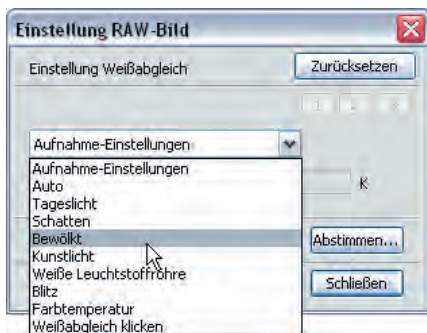 Einstellung RAW-Bild
Einstellung Weißabgleich
Zurücksetzen
Aufnahme-Einstellungen
Aufnahme-Einstellungen
Auto
Tageslicht
Schatten
Bewölkt
Kunstlicht
Weiße Leuchtstoffröhre
Blitz
Farbtemperatur
Weißabgleich klicken
K
Abstimmen...
Schließen